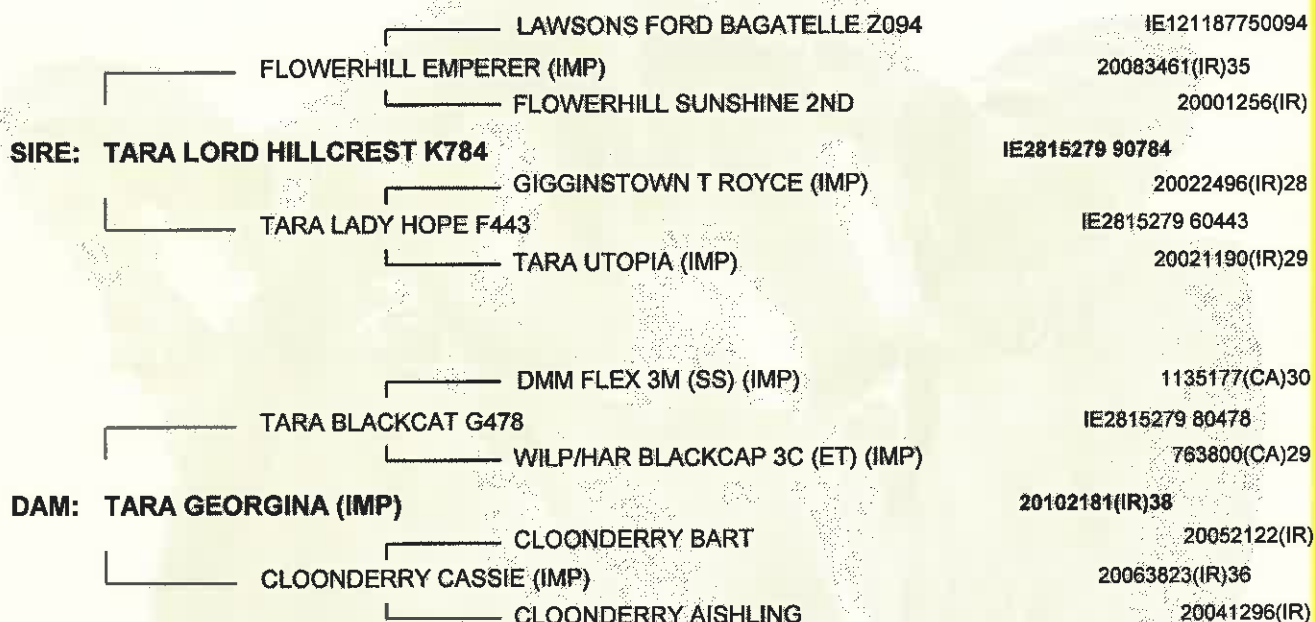 LAWSONS FORD BAGATELLE Z094 IE121187750094
FLOWERHILL EMPERER (IMP) 20083461(IR)35
FLOWERHILL SUNSHINE 2ND 20001256(IR)
SIRE: TARA LORD HILLCREST K784 IE2815279 90784
GIGGINSTOWN T ROYCE (IMP) 20022496(IR)28
TARA LADY HOPE F443 IE2815279 60443
TARA UTOPIA (IMP) 20021190(IR)29
DMM FLEX 3M (SS) (IMP) 1135177(CA)30
TARA BLACKCAT G478 IE2815279 80478
WILP/HAR BLACKCAP 3C (ET) (IMP) 763800(CA)29
DAM: TARA GEORGINA (IMP) 20102181(IR)38
CLOONDERRY BART 20052122(IR)
CLOONDERRY CASSIE (IMP) 20063823(IR)36
CLOONDERRY AISHLING 20041296(IR)